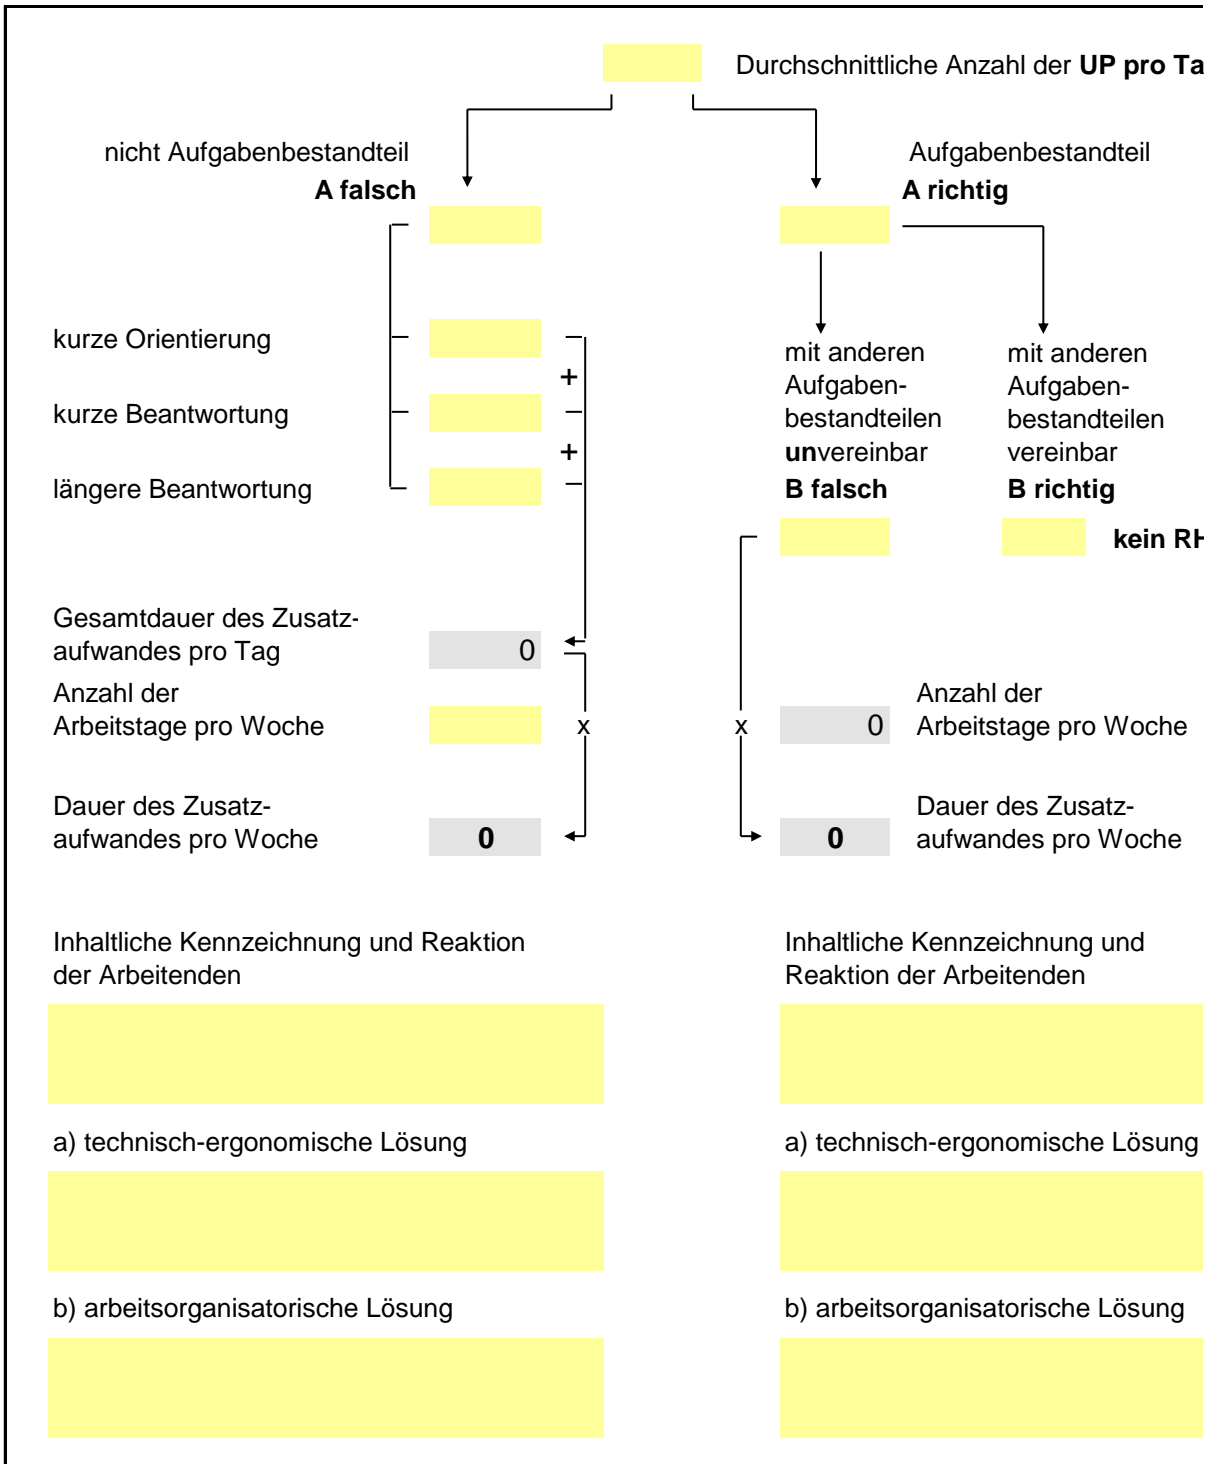 Durchschnittliche Anzahl der UP pro Ta
nicht Aufgabenbestandteil
A falsch
Aufgabenbestandteil
A richtig
kurze Orientierung
+
kurze Beantwortung
+
längere Beantwortung
mit anderen
Aufgaben-
bestandteilen
unvereinbar
B falsch
mit anderen
Aufgaben-
bestandteilen
vereinbar
B richtig
kein RH
Gesamtdauer des Zusatz-
aufwandes pro Tag 0
Anzahl der
Arbeitstage pro Woche x
x 0
Anzahl der
Arbeitstage pro Woche
Dauer des Zusatz-
aufwandes pro Woche 0
0
Dauer des Zusatz-
aufwandes pro Woche
Inhaltliche Kennzeichnung und Reaktion
der Arbeitenden
a) technisch-ergonomische Lösung
b) arbeitsorganisatorische Lösung
Inhaltliche Kennzeichnung und
Reaktion der Arbeitenden
a) technisch-ergonomische Lösung
b) arbeitsorganisatorische Lösung